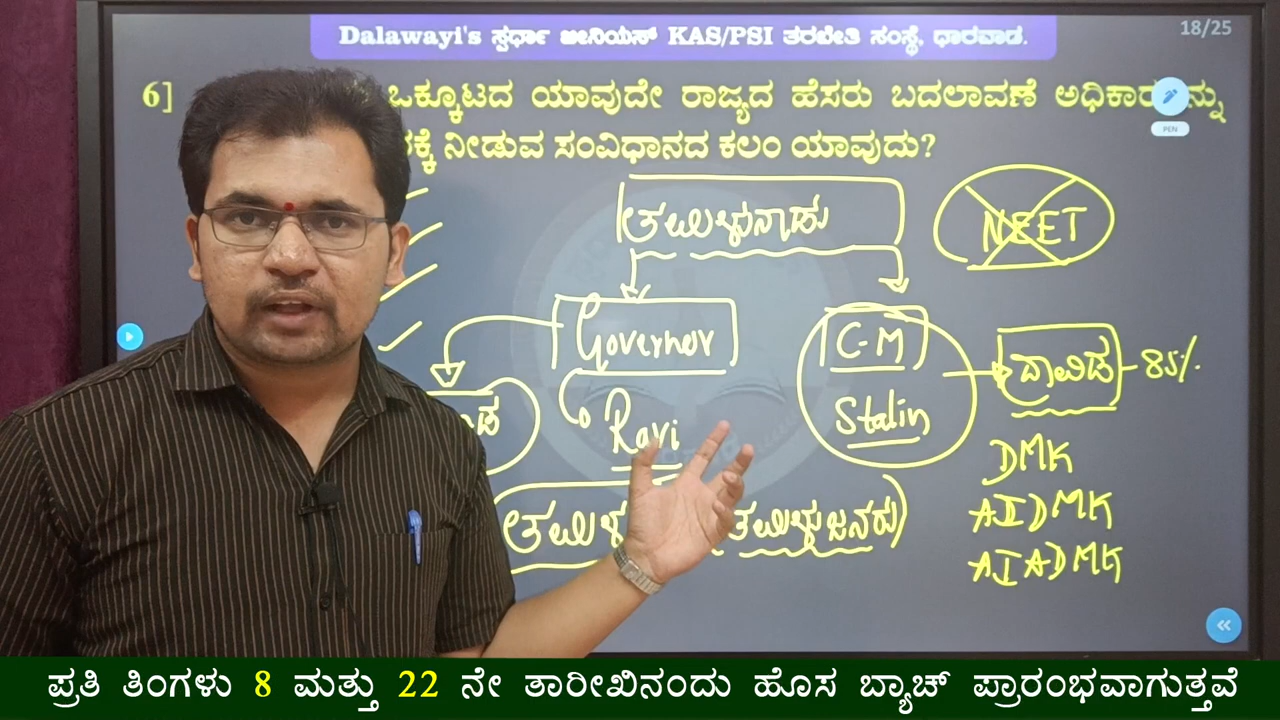 Dalawayi's ಸ್ಪರ್ಧಾ ಜೀನಿಯಸ್ KAS/PSI ತರಬೇತಿ ಸಂಸ್ಥೆ, ಧಾರವಾಡ.
18/25
6] ಒಕ್ಕೂಟದ ಯಾವುದೇ ರಾಜ್ಯದ ಹೆಸರು ಬದಲಾವಣೆ
PEN
ನೀಡುವ ಸಂವಿಧಾನದ ಕಲಂ ಯಾವುದು?
ತಮಿಳುನಾಡು
NEET
Governor
C-M
ದ್ರಾವಿಡ - 85%
Ravi
Stalin
DMK
ತಮಿಳುಜನರು
AIDMK
AIADMK
ಪ್ರತಿ ತಿಂಗಳು 8 ಮತ್ತು 22 ನೇ ತಾರೀಖಿನಂದು ಹೊಸ ಬ್ಯಾಚ್ ಪ್ರಾರಂಭವಾಗುತ್ತವೆ